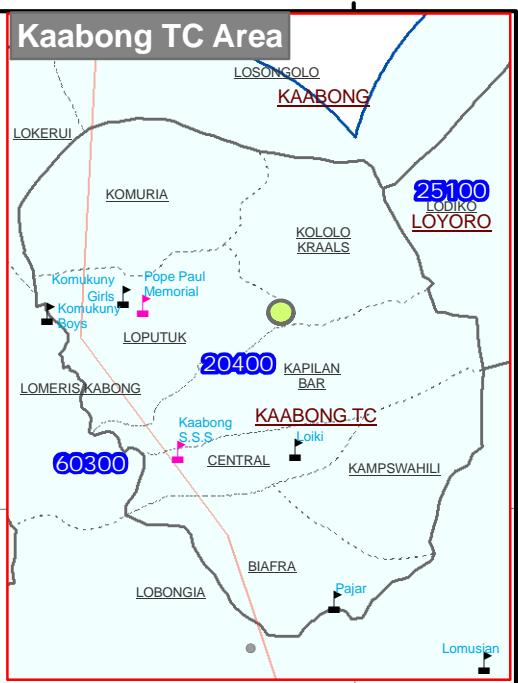 Kaabong TC Area
LOSONGOLO
KAABONG
LOKERUI
KOMURIA
25100
LODIKO
LOYORO
KOLOLO
KRAALS
Komukuny
Girls
Pope Paul
Memorial
Komukuny
Boys
LOPUTUK
20400
KAPILAN
BAR
LOMERIS KABONG
KAABONG TC
Kaabong
S.S.S
Loiki
60300
CENTRAL
KAMPSWAHILI
BIAFRA
LOBONGIA
Pajar
Lomusian